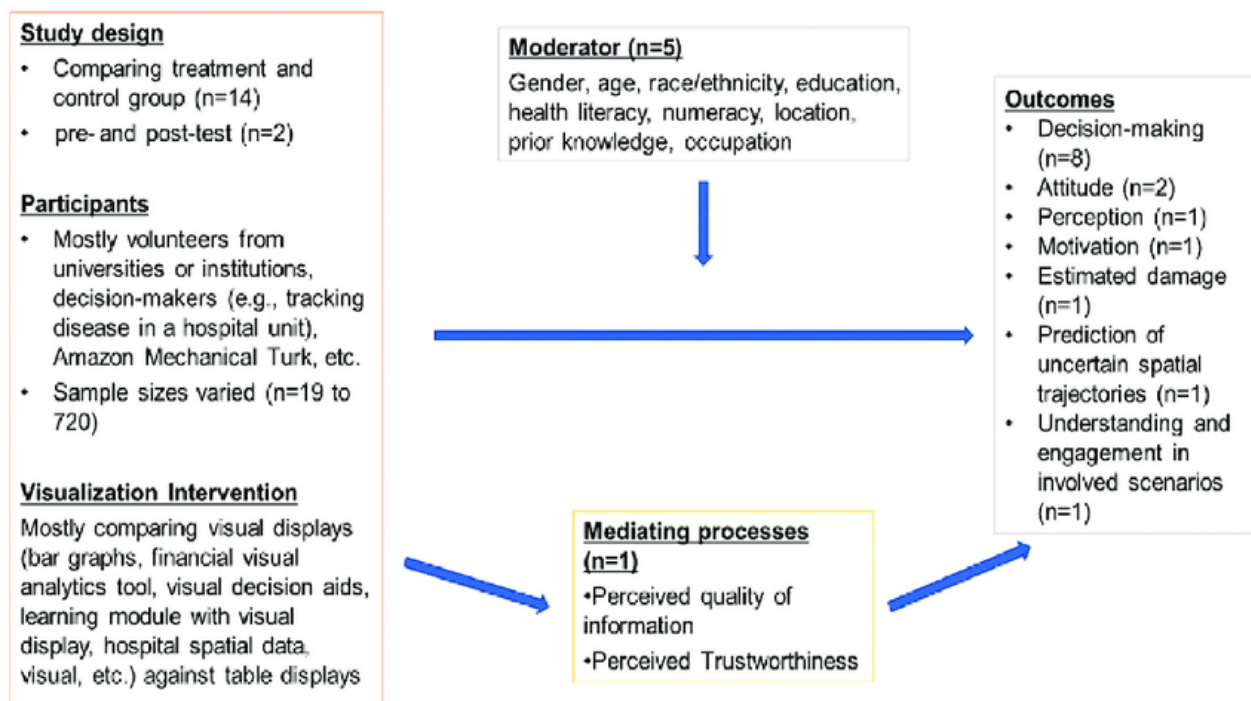 Study design
• Comparing treatment and
control group (n=14)
• pre- and post-test (n=2)
Participants
• Mostly volunteers from
universities or institutions,
decision-makers (e.g., tracking
disease in a hospital unit),
Amazon Mechanical Turk, etc.
• Sample sizes varied (n=19 to
720)
Visualization Intervention
Mostly comparing visual displays
(bar graphs, financial visual
analytics tool, visual decision aids,
learning module with visual
display, hospital spatial data,
visual, etc.) against table displays
Moderator (n=5)
Gender, age, race/ethnicity, education,
health literacy, numeracy, location,
prior knowledge, occupation
Mediating processes
(n=1)
•Perceived quality of
information
•Perceived Trustworthiness
Outcomes
• Decision-making
(n=8)
• Attitude (n=2)
• Perception (n=1)
• Motivation (n=1)
• Estimated damage
(n=1)
• Prediction of
uncertain spatial
trajectories (n=1)
• Understanding and
engagement in
involved scenarios
(n=1)